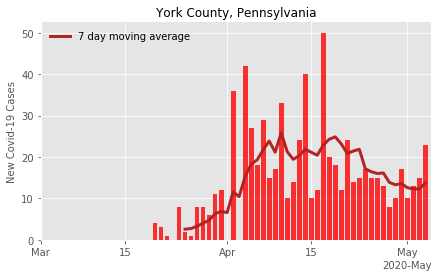 York County, Pennsylvania
7 day moving average
New Covid-19 Cases
50
40
30
20
10
0
Mar
15
Apr
15
May
2020-May